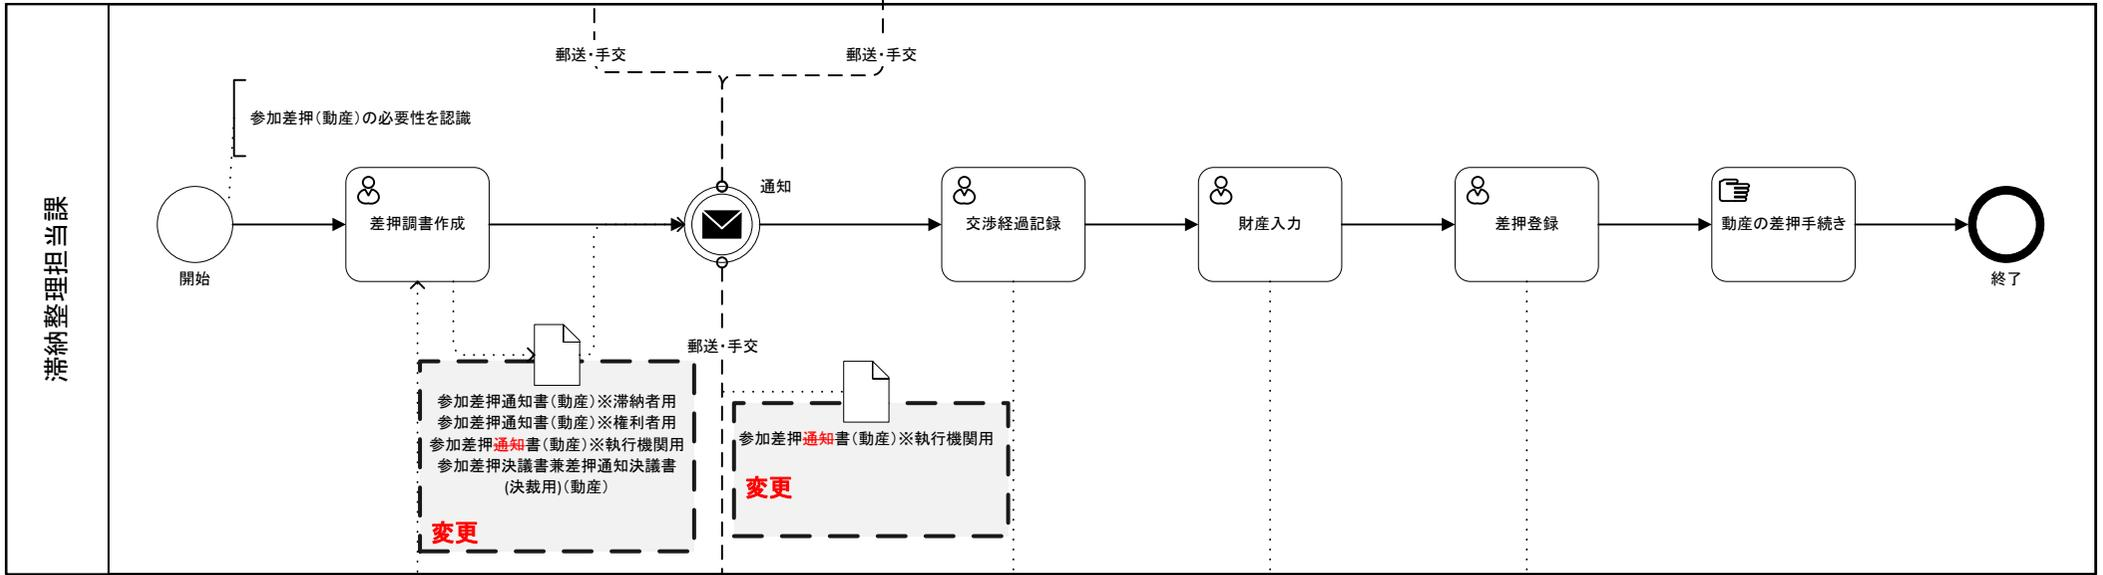 滞納整理担当課
郵送・手交
郵送・手交
参加差押（動産）の必要性を認識
開始
差押調書作成
通知
交渉経過記録
財産入力
差押登録
動産の差押手続き
終了
郵送・手交
参加差押通知書（動産）※滞納者用
参加差押通知書（動産）※権利者用
参加差押通知書（動産）※執行機関用
参加差押決議書兼差押通知決議書
(決裁用)（動産）
変更
参加差押通知書（動産）※執行機関用
変更